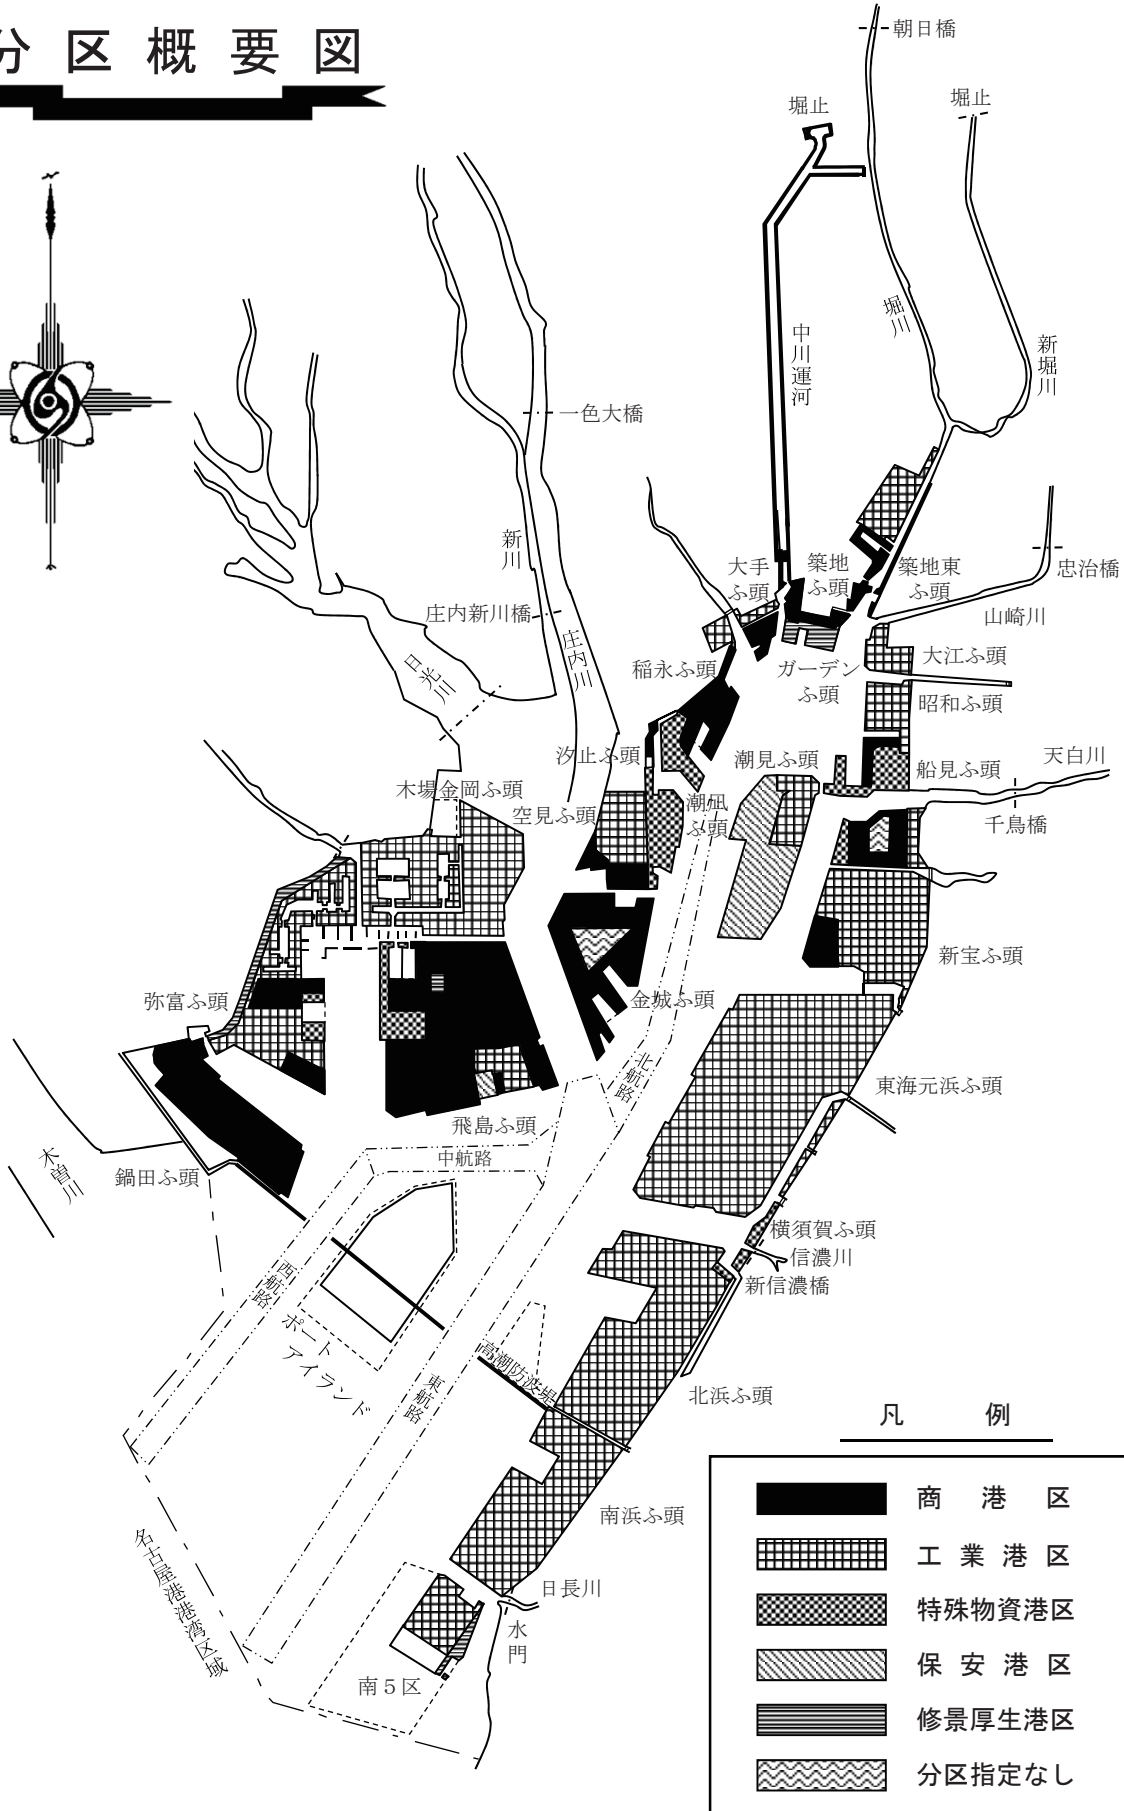 分区概要図
朝日橋
堀止
堀止
堀川
新堀川
中川運河
一色大橋
新川
庄内新川橋
庄内川
日光川
大手
ふ頭
築地
ふ頭
築地東
ふ頭
忠治橋
山崎川
稲永ふ頭
ガーデン
ふ頭
大江ふ頭
昭和ふ頭
汐止ふ頭
潮見ふ頭
船見ふ頭
天白川
木場金岡ふ頭
空見ふ頭
潮凪
ふ頭
千鳥橋
新宝ふ頭
弥富ふ頭
金城ふ頭
北航路
東海元浜ふ頭
飛島ふ頭
中航路
木曽川
鍋田ふ頭
横須賀ふ頭
信濃川
新信濃橋
西航路
ポート
アイランド
東航路
高潮防波堤
北浜ふ頭
南浜ふ頭
名古屋港港湾区域
日長川
水門
南5区
凡例
商港区
工業港区
特殊物資港区
保安港区
修景厚生港区
分区指定なし